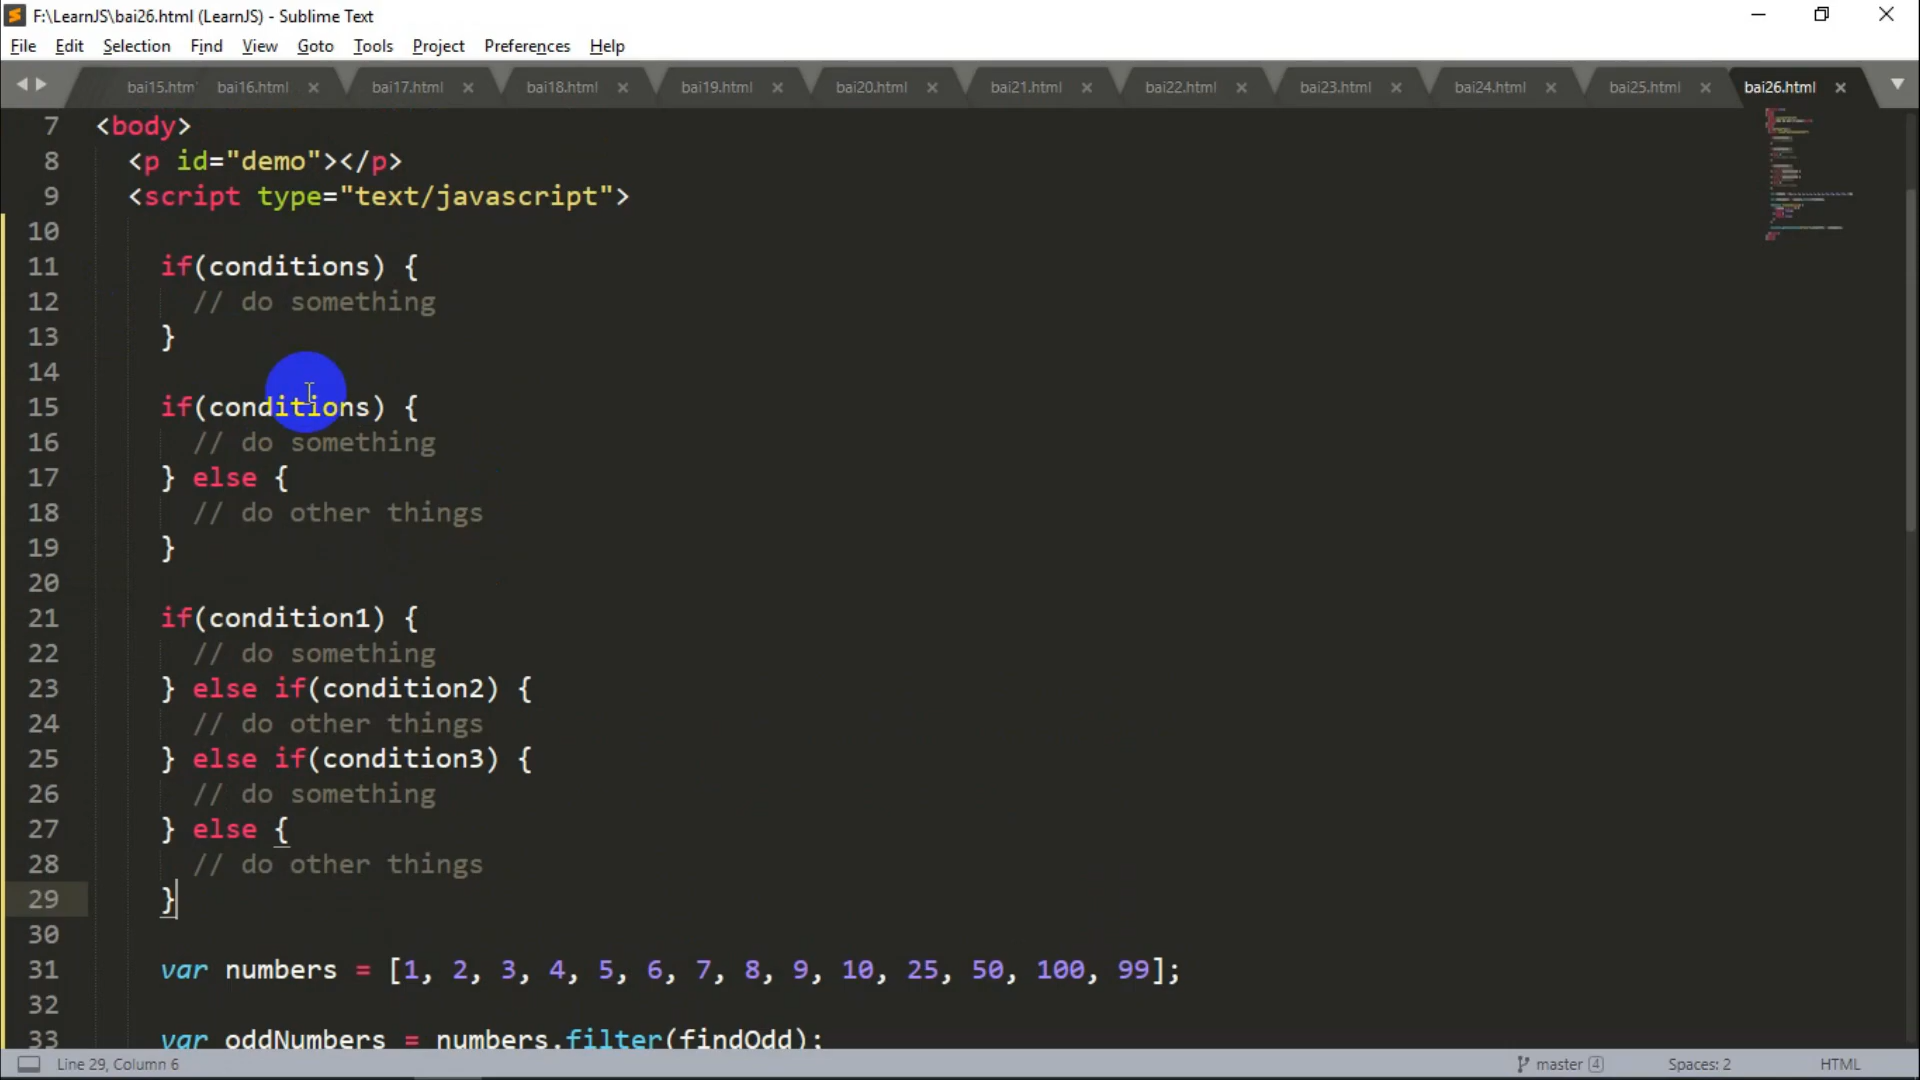 F:\LearnJS\bai26.html (LearnJS) - Sublime Text
File Edit Selection Find View Goto Tools Project Preferences Help
bai15.htm bai16.html bai17.html bai18.html bai19.html bai20.html bai21.html bai22.html bai23.html bai24.html bai25.html bai26.html
7 <body>
8 <p id="demo"></p>
9 <script type="text/javascript">
10
11 if(conditions) {
12 // do something
13 }
14
15 if(conditions) {
16 // do something
17 } else {
18 // do other things
19 }
20
21 if(condition1) {
22 // do something
23 } else if(condition2) {
24 // do other things
25 } else if(condition3) {
26 // do something
27 } else {
28 // do other things
29 }
30
31 var numbers = [1, 2, 3, 4, 5, 6, 7, 8, 9, 10, 25, 50, 100, 99];
32
33 var oddNumbers = numbers.filter(findOdd);
Line 29, Column 6 master 4 Spaces: 2 HTML